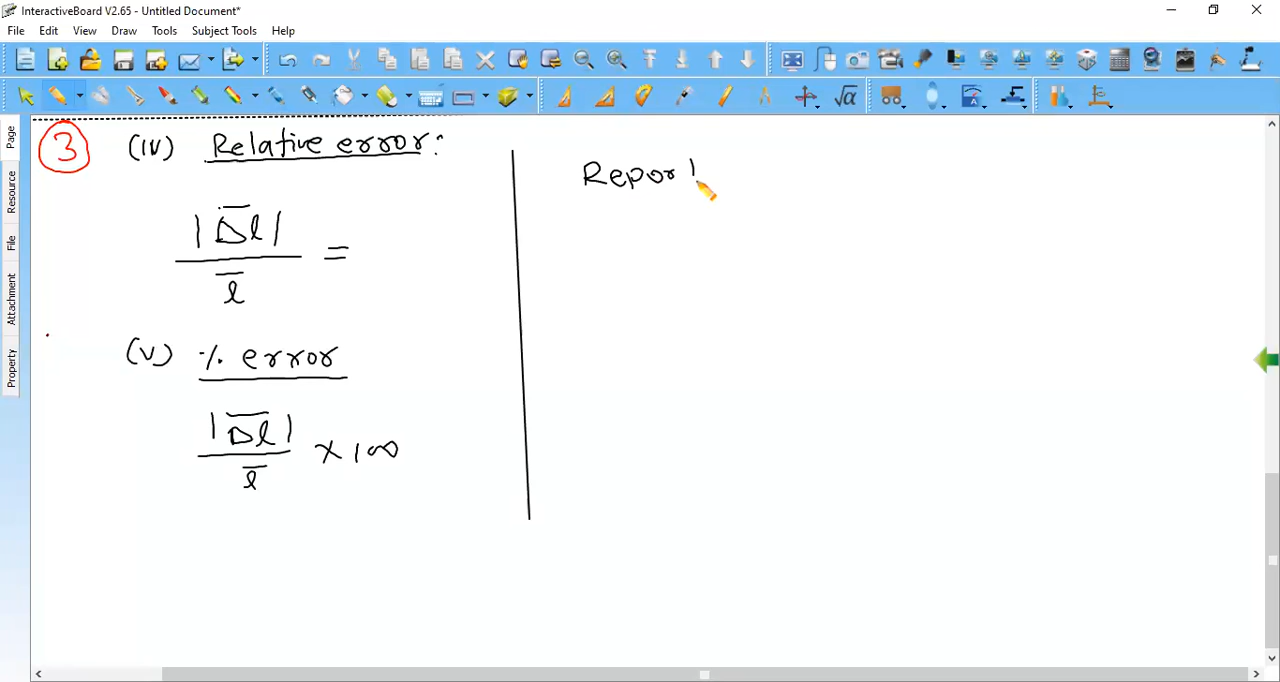 InteractiveBoard V2.65 - Untitled Document*
File Edit View Draw Tools Subject Tools Help
Page
Resource
File
Attachment
Property
3 (iv) Relative error:
|Δl̅| / l̅ =
(v) % error
|Δl̅| / l̅ × 100
Repor